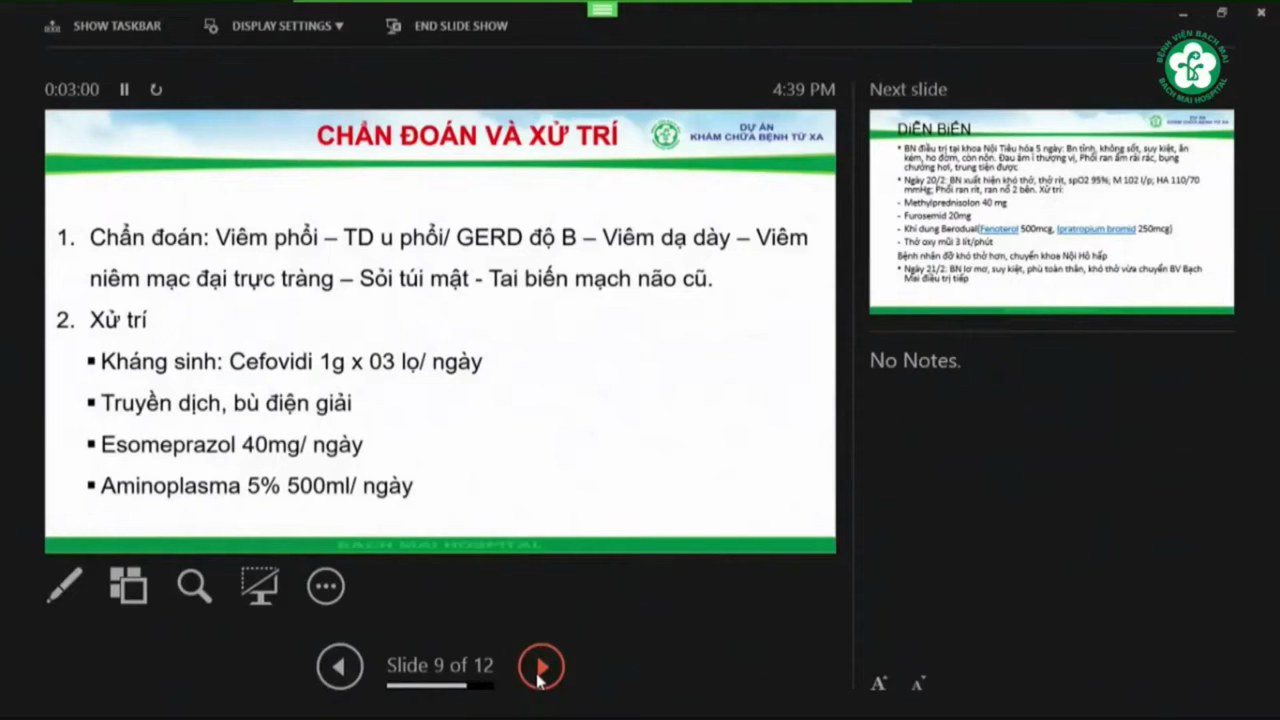 SHOW TASKBAR
DISPLAY SETTINGS ▼
END SLIDE SHOW
BỆNH VIỆN BẠCH MAI
BACH MAI HOSPITAL
0:03:00
4:39 PM
Next slide
CHẨN ĐOÁN VÀ XỬ TRÍ
DỰ ÁN
KHÁM CHỮA BỆNH TỪ XA
1. Chẩn đoán: Viêm phổi – TD u phổi/ GERD độ B – Viêm dạ dày – Viêm
niêm mạc đại trực tràng – Sỏi túi mật - Tai biến mạch não cũ.
2. Xử trí
▪ Kháng sinh: Cefovidi 1g x 03 lọ/ ngày
▪ Truyền dịch, bù điện giải
▪ Esomeprazol 40mg/ ngày
▪ Aminoplasma 5% 500ml/ ngày
BACH MAI HOSPITAL
DIỄN BIẾN
DỰ ÁN
KHÁM CHỮA BỆNH TỪ XA
• BN điều trị tại khoa Nội Tiêu hóa 5 ngày: Bn tỉnh, không sốt, suy kiệt, ăn
kém, ho đờm, còn nôn. Đau âm ỉ thượng vị, Phổi ran ẩm rải rác, bụng
chướng hơi, trung tiện được
• Ngày 20/2: BN xuất hiện khó thở, thở rít, spO2 95%; M 102 l/p; HA 110/70
mmHg; Phổi ran rít, ran nổ 2 bên. Xử trí:
- Methylprednisolon 40 mg
- Furosemid 20mg
- Khí dung Berodual(Fenoterol 500mcg, Ipratropium bromid 250mcg)
- Thở oxy mũi 3 lít/phút
Bệnh nhân đỡ khó thở hơn, chuyển khoa Nội Hô hấp
• Ngày 21/2: BN lơ mơ, suy kiệt, phù toàn thân, khó thở vừa chuyển BV Bạch
Mai điều trị tiếp
No Notes.
Slide 9 of 12
A A